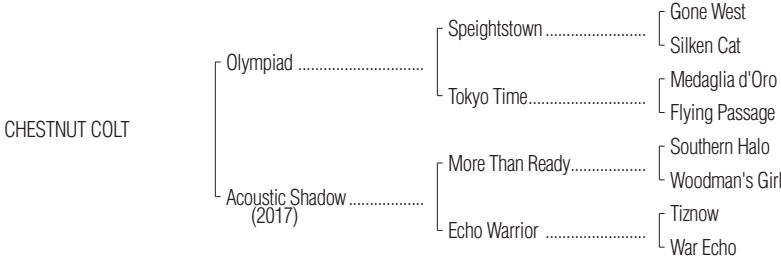 Gone West
Speightstown ........................
Silken Cat
Olympiad ..............................
Medaglia d'Oro
Tokyo Time............................
Flying Passage
CHESTNUT COLT
Southern Halo
More Than Ready..................
Woodman's Girl
Acoustic Shadow ..................
(2017)
Tiznow
Echo Warrior ........................
War Echo